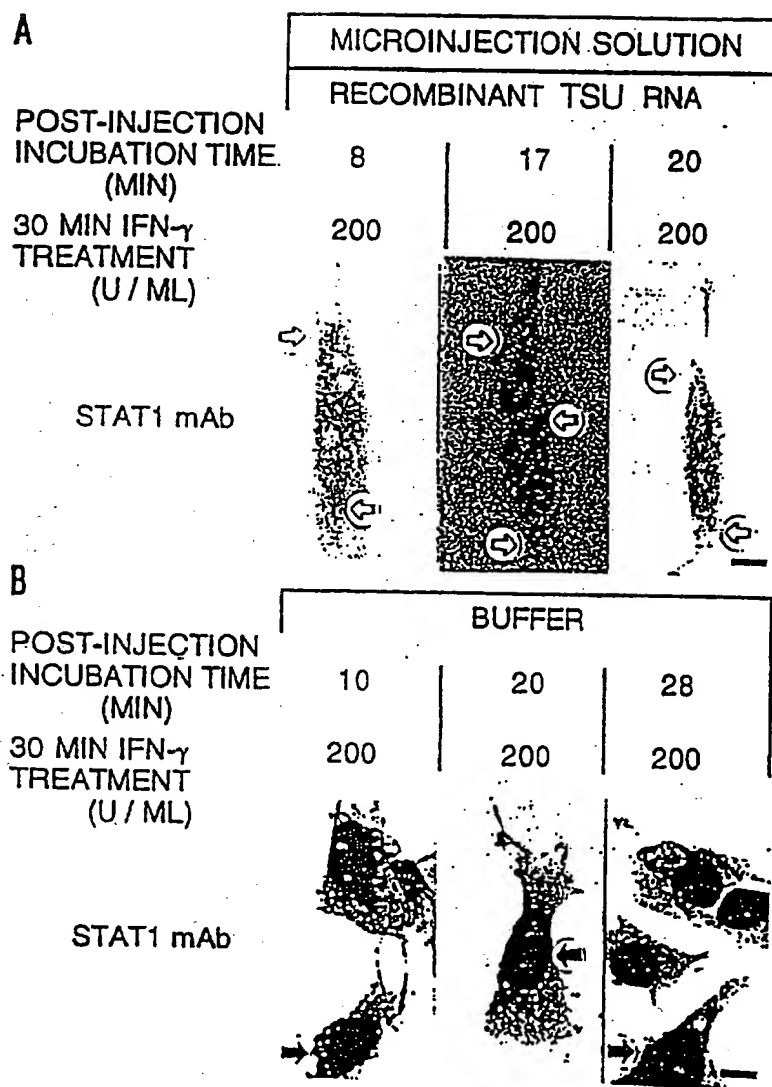 A
MICROINJECTION SOLUTION
RECOMBINANT TSU RNA
POST-INJECTION
INCUBATION TIME
(MIN)
8 17 20
30 MIN IFN-γ
TREATMENT
(U / ML)
200 200 200
STAT1 mAb
B
BUFFER
POST-INJECTION
INCUBATION TIME
(MIN)
10 20 28
30 MIN IFN-γ
TREATMENT
(U / ML)
200 200 200
STAT1 mAb